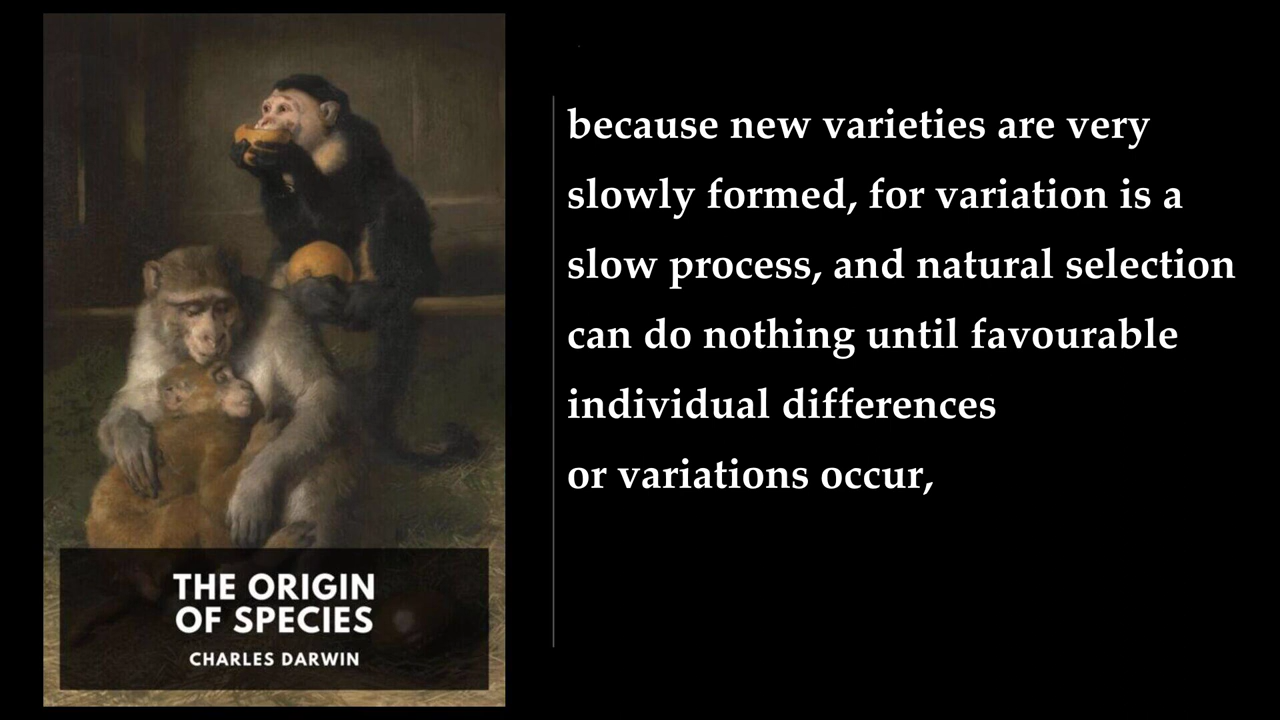 because new varieties are very
slowly formed, for variation is a
slow process, and natural selection
can do nothing until favourable
individual differences
or variations occur,
THE ORIGIN
OF SPECIES
CHARLES DARWIN